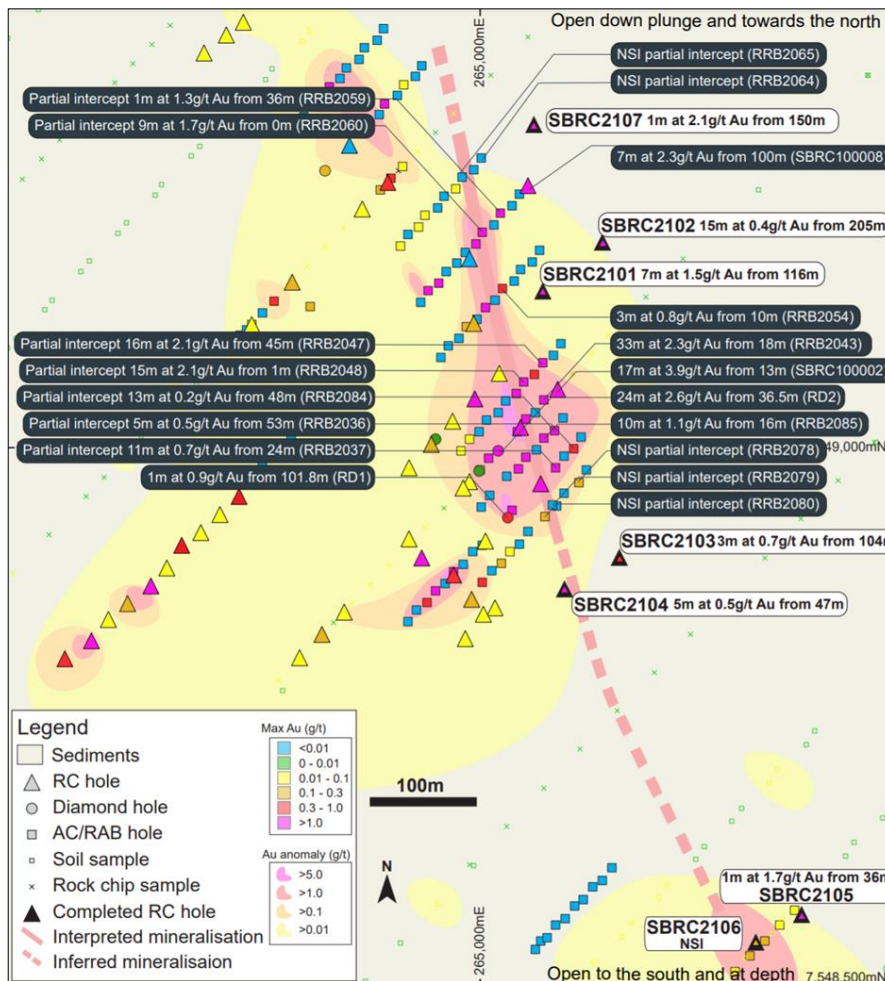 Open down plunge and towards the north
265,000mE
NSI partial intercept (RRB2065)
NSI partial intercept (RRB2064)
Partial intercept 1m at 1.3g/t Au from 36m (RRB2059)
Partial intercept 9m at 1.7g/t Au from 0m (RRB2060)
SBRC2107 1m at 2.1g/t Au from 150m
7m at 2.3g/t Au from 100m (SBRC100008)
SBRC2102 15m at 0.4g/t Au from 205m
SBRC2101 7m at 1.5g/t Au from 116m
3m at 0.8g/t Au from 10m (RRB2054)
Partial intercept 16m at 2.1g/t Au from 45m (RRB2047)
33m at 2.3g/t Au from 18m (RRB2043)
Partial intercept 15m at 2.1g/t Au from 1m (RRB2048)
17m at 3.9g/t Au from 13m (SBRC100002)
Partial intercept 13m at 0.2g/t Au from 48m (RRB2084)
24m at 2.6g/t Au from 36.5m (RD2)
Partial intercept 5m at 0.5g/t Au from 53m (RRB2036)
10m at 1.1g/t Au from 16m (RRB2085)
Partial intercept 11m at 0.7g/t Au from 24m (RRB2037)
NSI partial intercept (RRB2078)
49,000mN
1m at 0.9g/t Au from 101.8m (RD1)
NSI partial intercept (RRB2079)
NSI partial intercept (RRB2080)
SBRC2103 3m at 0.7g/t Au from 104m
SBRC2104 5m at 0.5g/t Au from 47m
Legend
Sediments
RC hole
Diamond hole
AC/RAB hole
Soil sample
Rock chip sample
Completed RC hole
Interpreted mineralisation
Inferred mineralisaion
Max Au (g/t)
<0.01
0 - 0.01
0.01 - 0.1
0.1 - 0.3
0.3 - 1.0
>1.0
Au anomaly (g/t)
>5.0
>1.0
>0.1
>0.01
100m
N
265,000mE
1m at 1.7g/t Au from 36m
SBRC2105
SBRC2106
NSI
Open to the south and at depth
7,548,500mN